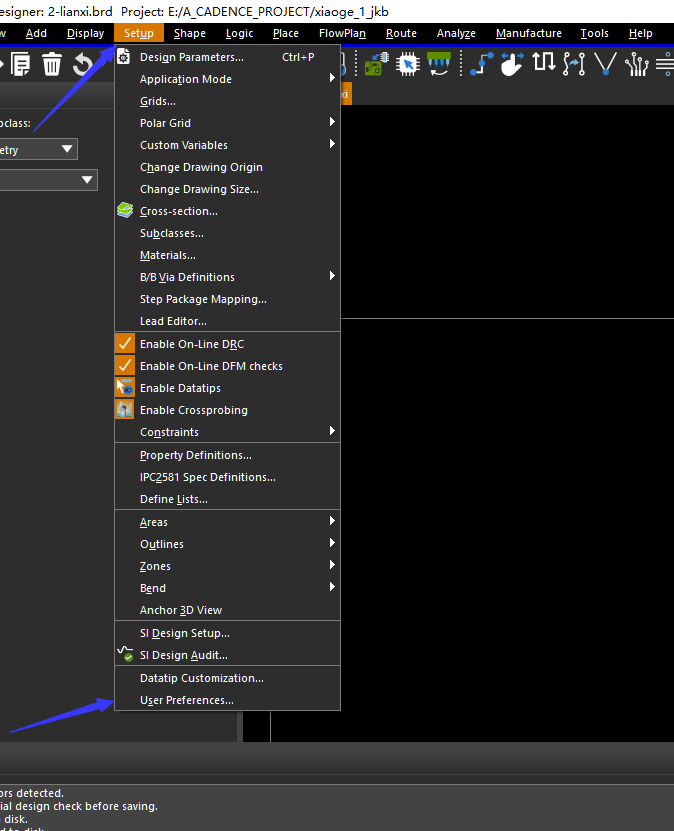 esigner: 2-lianxi.brd Project: E:/A_CADENCE_PROJECT/xiaoge_1_jkb
w Add Display Setup Shape Logic Place FlowPlan Route Analyze Manufacture Tools Help
Design Parameters... Ctrl+P
Application Mode
Grids...
xi
Polar Grid
bclass:
Custom Variables
etry
Change Drawing Origin
Change Drawing Size...
Cross-section...
Subclasses...
Materials...
B/B Via Definitions
Step Package Mapping...
Lead Editor...
Enable On-Line DRC
Enable On-Line DFM checks
Enable Datatips
Enable Crossprobing
Constraints
Property Definitions...
IPC2581 Spec Definitions...
Define Lists...
Areas
Outlines
Zones
Bend
Anchor 3D View
SI Design Setup...
SI Design Audit...
Datatip Customization...
User Preferences...
ors detected.
ial design check before saving.
disk.